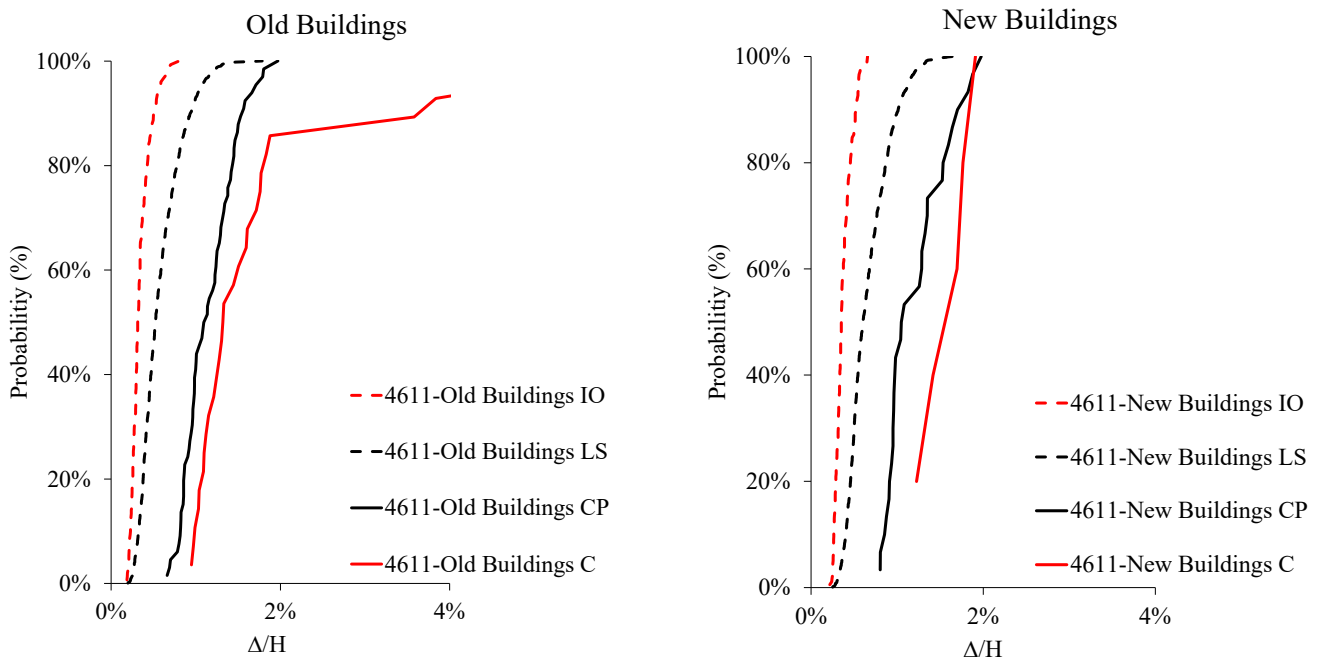 Old Buildings
100%
80%
60%
40%
20%
0%
Probabilitiy (%)
0%
2%
4%
Δ/H
4611-Old Buildings IO
4611-Old Buildings LS
4611-Old Buildings CP
4611-Old Buildings C
New Buildings
100%
80%
60%
40%
20%
0%
Probability (%)
0%
2%
4%
Δ/H
4611-New Buildings IO
4611-New Buildings LS
4611-New Buildings CP
4611-New Buildings C